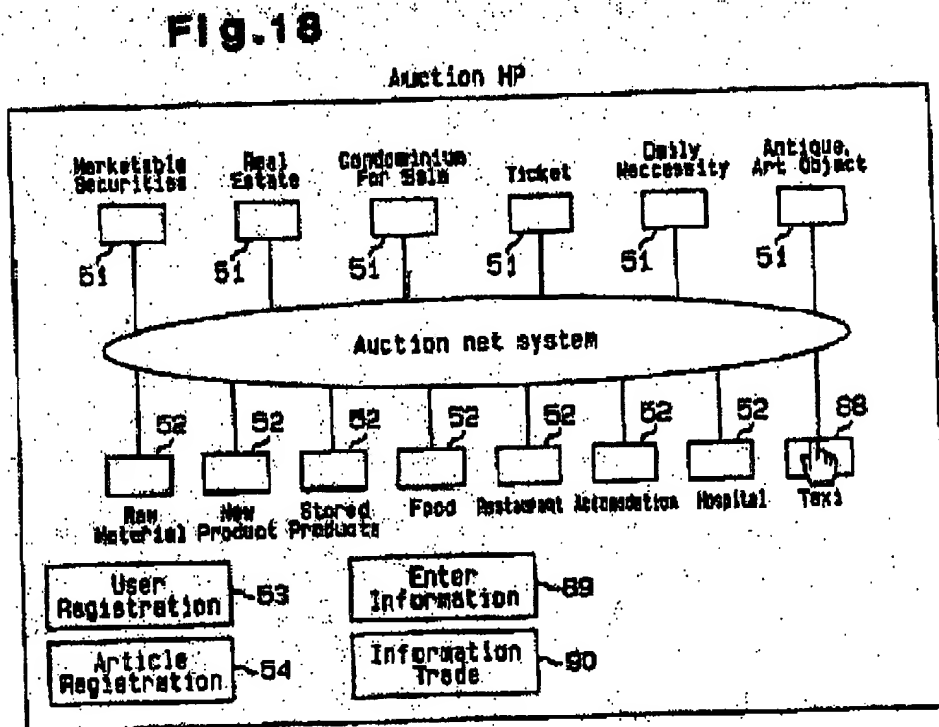 Fig.18
Auction HP
Marketable
Securities
Real
Estate
Condominium
For Sale
Ticket
Daily
Neccessity
Antique,
Art Object
51
51
51
51
51
51
Auction net system
52
52
52
52
52
52
52
88
Raw
Material
New
Product
Stored
Products
Food
Restaurant
Accomodation
Hospital
Taxi
User
Registration
53
Enter
Information
89
Article
Registration
54
Information
Trade
90